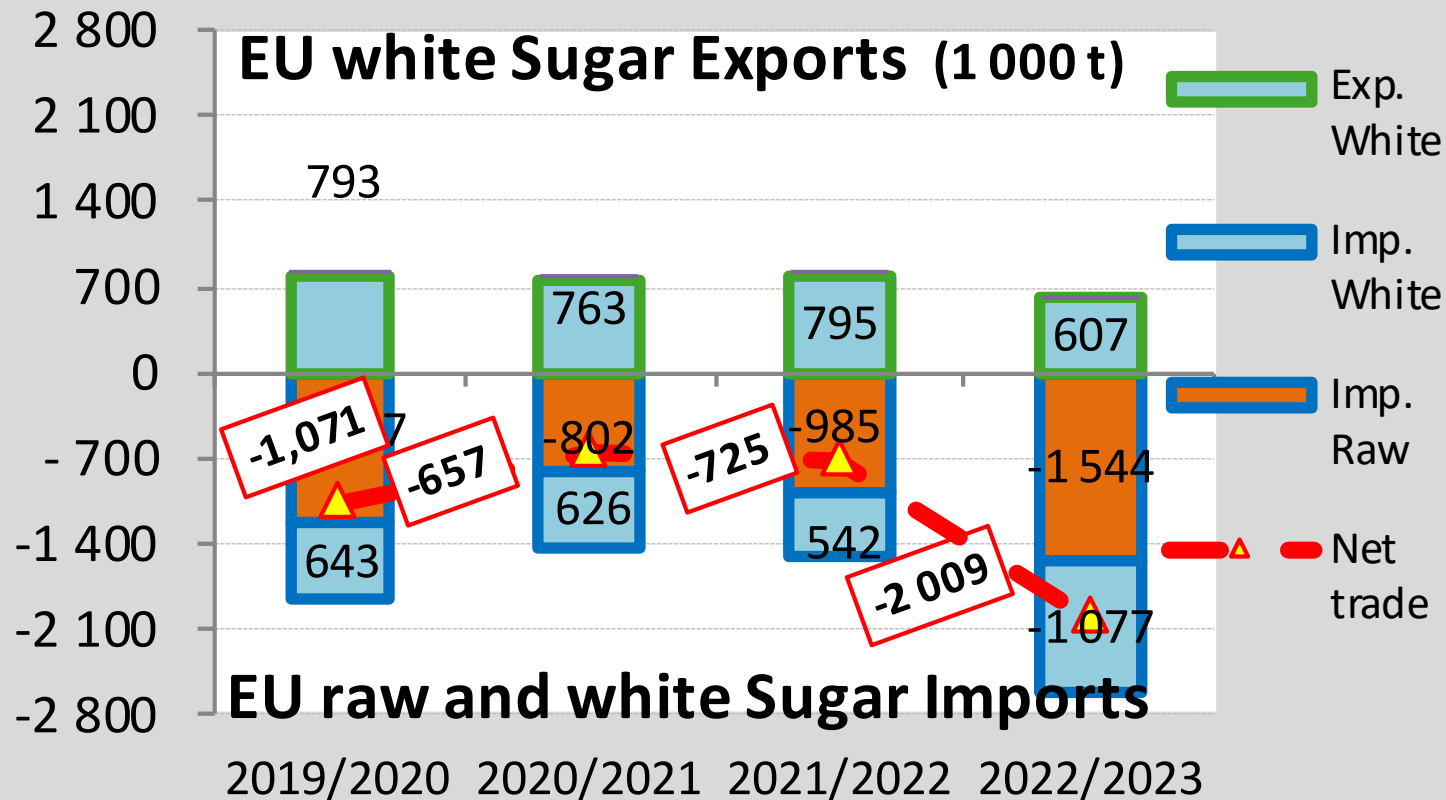 EU white Sugar Exports (1 000 t)
2 800
2 100
1 400
700
0
- 700
-1 400
-2 100
-2 800
793
763
795
607
-1,071
7
-657
-802
-725
-985
-1 544
643
626
542
-2 009
-1 077
EU raw and white Sugar Imports
2019/2020 2020/2021 2021/2022 2022/2023
Exp.
White
Imp.
White
Imp.
Raw
Net
trade